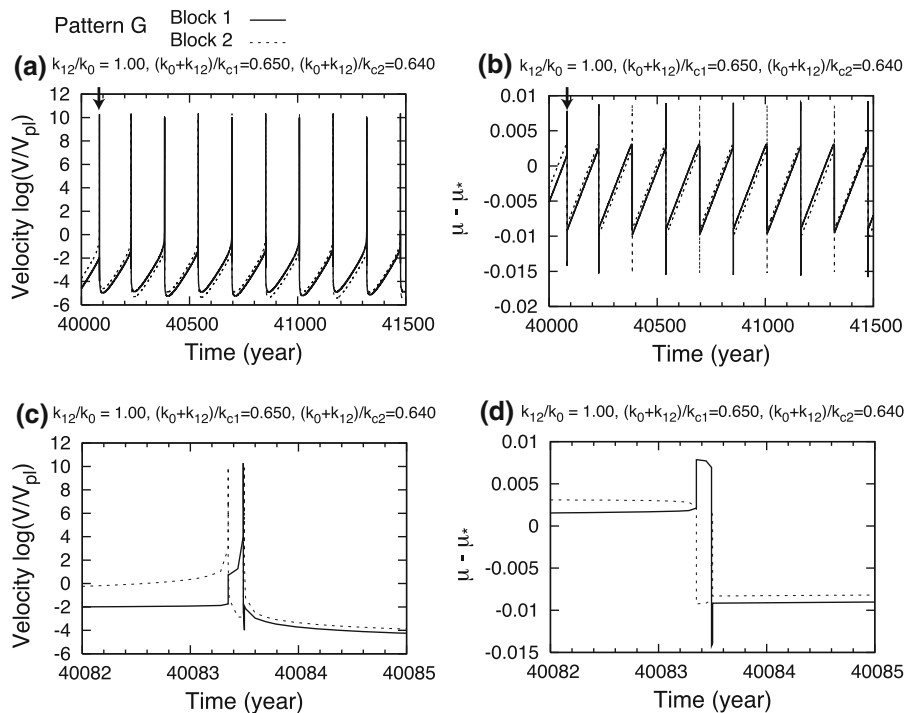 Pattern G
Block 1
Block 2
(a) k12/k0 = 1.00, (k0+k12)/kc1=0.650, (k0+k12)/kc2=0.640
Velocity log(V/Vpl)
12
10
8
6
4
2
0
-2
-4
-6
40000 40500 41000 41500
Time (year)
(b) k12/k0 = 1.00, (k0+k12)/kc1=0.650, (k0+k12)/kc2=0.640
μ - μ*
0.01
0.005
0
-0.005
-0.01
-0.015
-0.02
40000 40500 41000 41500
Time (year)
(c) k12/k0 = 1.00, (k0+k12)/kc1=0.650, (k0+k12)/kc2=0.640
Velocity log(V/Vpl)
12
10
8
6
4
2
0
-2
-4
-6
40082 40083 40084 40085
Time (year)
(d) k12/k0 = 1.00, (k0+k12)/kc1=0.650, (k0+k12)/kc2=0.640
μ - μ*
0.01
0.005
0
-0.005
-0.01
-0.015
40082 40083 40084 40085
Time (year)